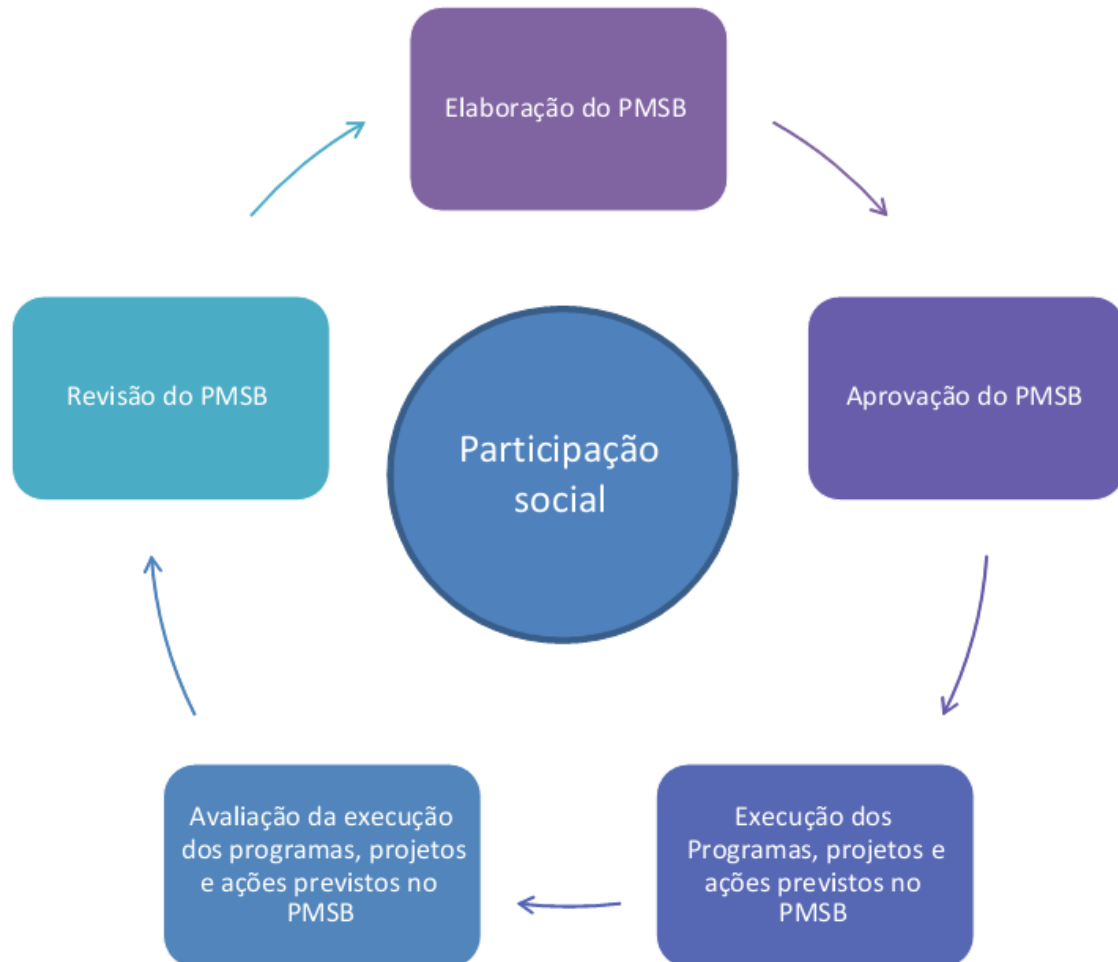 Elaboração do PMSB
Revisão do PMSB
Aprovação do PMSB
Participação
social
Avaliação da execução
dos programas, projetos
e ações previstos no
PMSB
Execução dos
Programas, projetos e
ações previstos no
PMSB